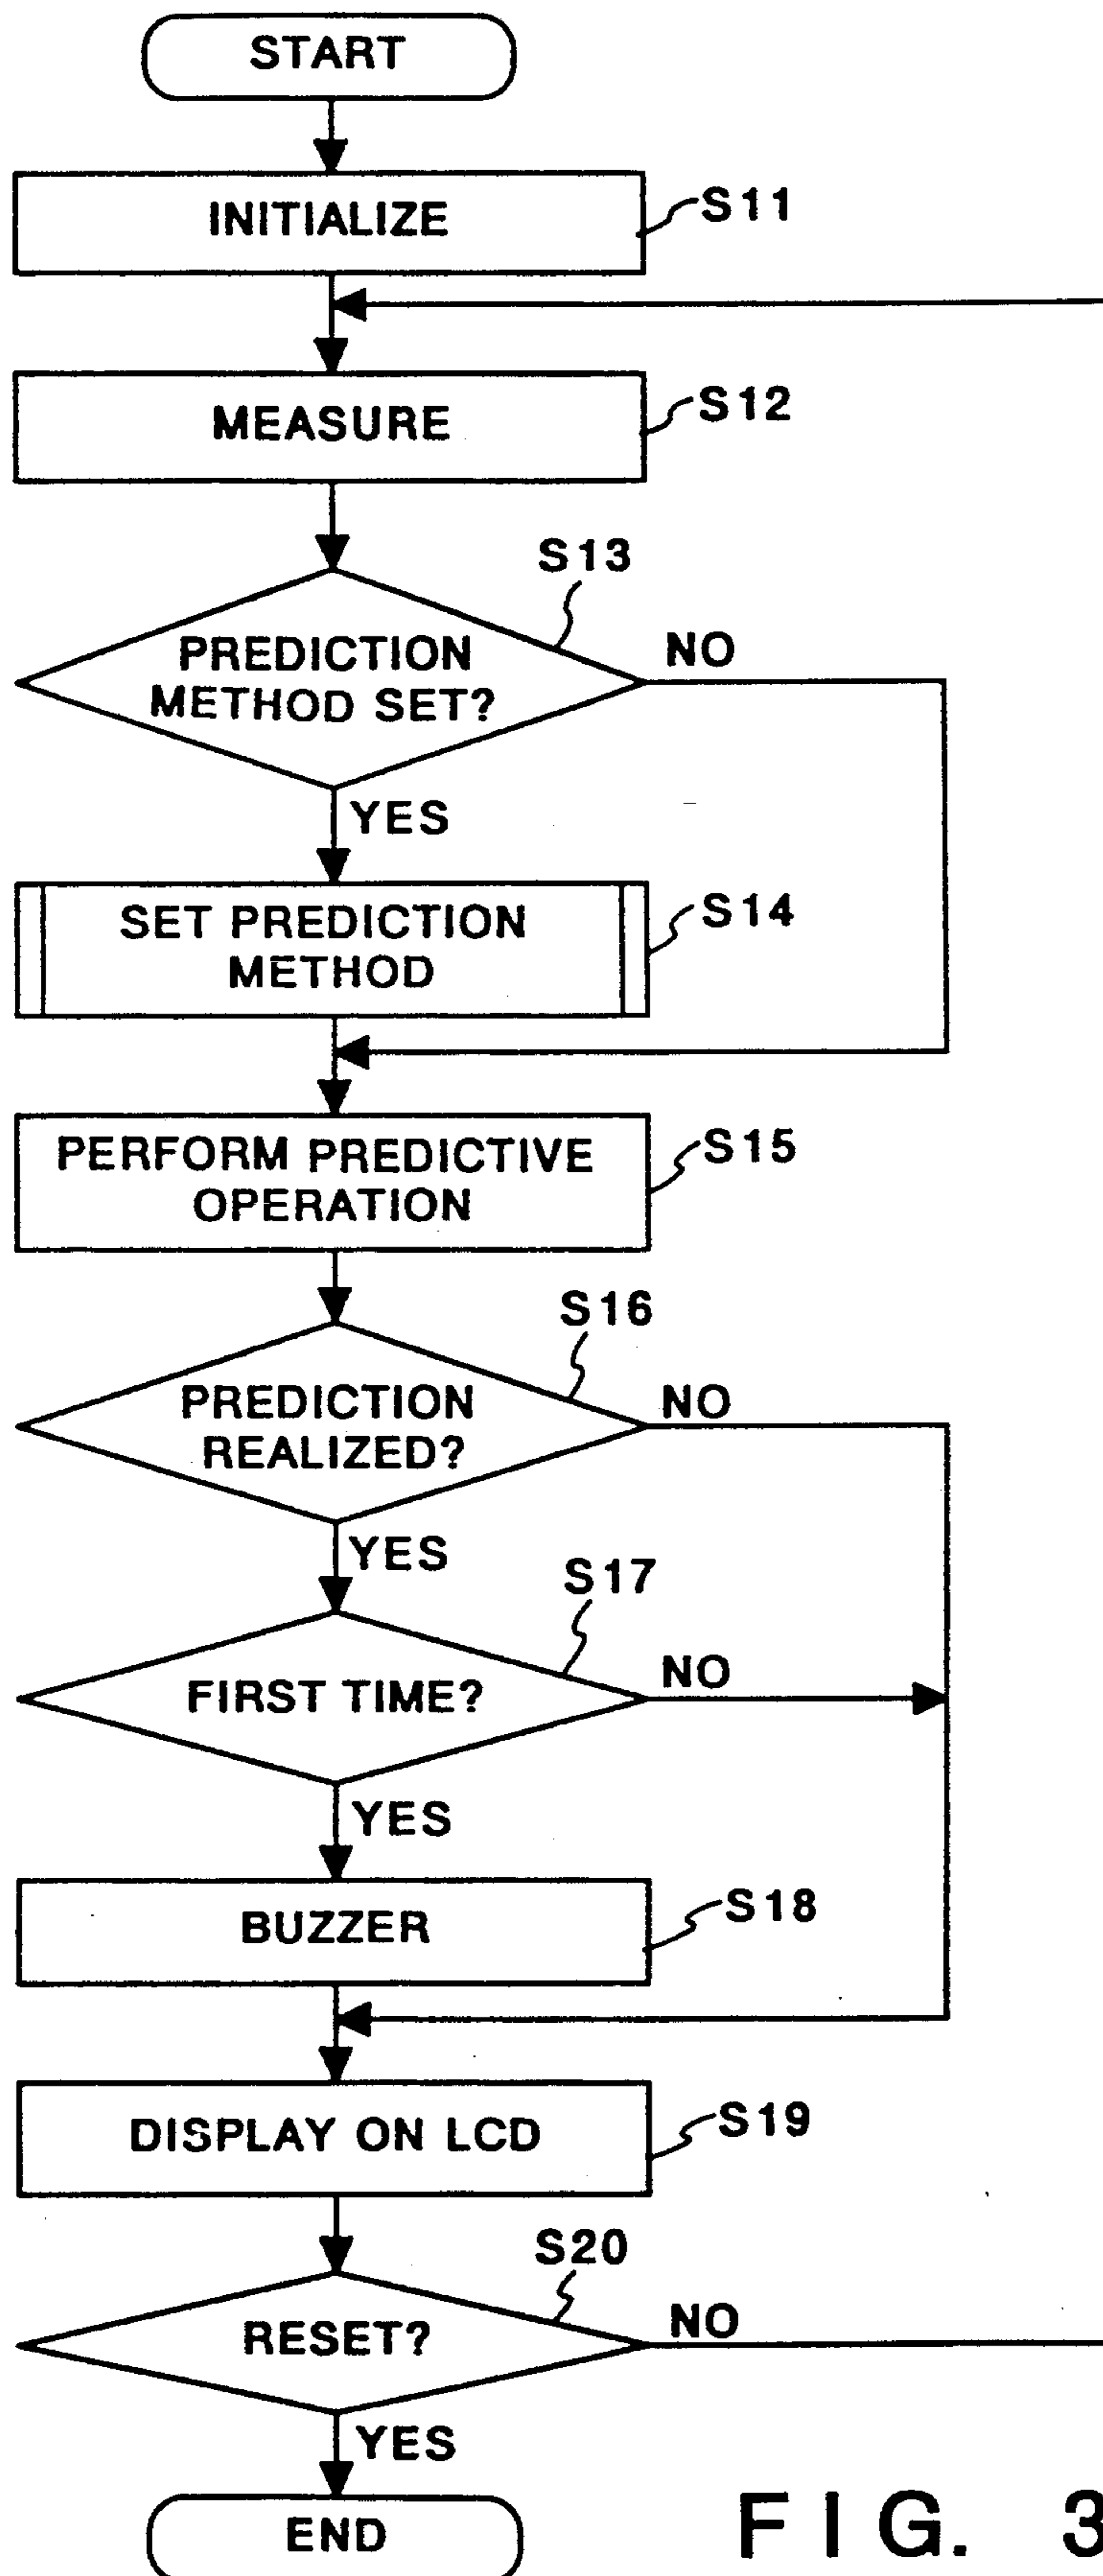 START
INITIALIZE
S11
MEASURE
S12
S13
PREDICTION
METHOD SET?
NO
YES
SET PREDICTION
METHOD
S14
PERFORM PREDICTIVE
OPERATION
S15
S16
PREDICTION
REALIZED?
NO
YES
S17
FIRST TIME?
NO
YES
BUZZER
S18
DISPLAY ON LCD
S19
S20
RESET?
NO
YES
END
FIG. 3